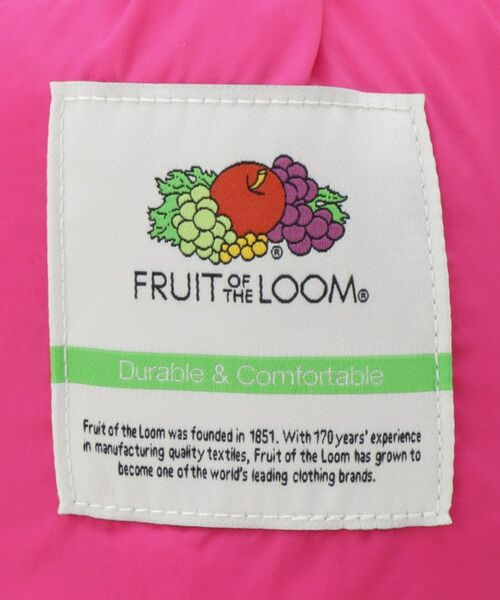 ®
FRUIT OF THE LOOM®
Durable & Comfortable
Fruit of the Loom was founded in 1851. With 170 years' experience
in manufacturing quality textiles, Fruit of the Loom has grown to
become one of the world's leading clothing brands.